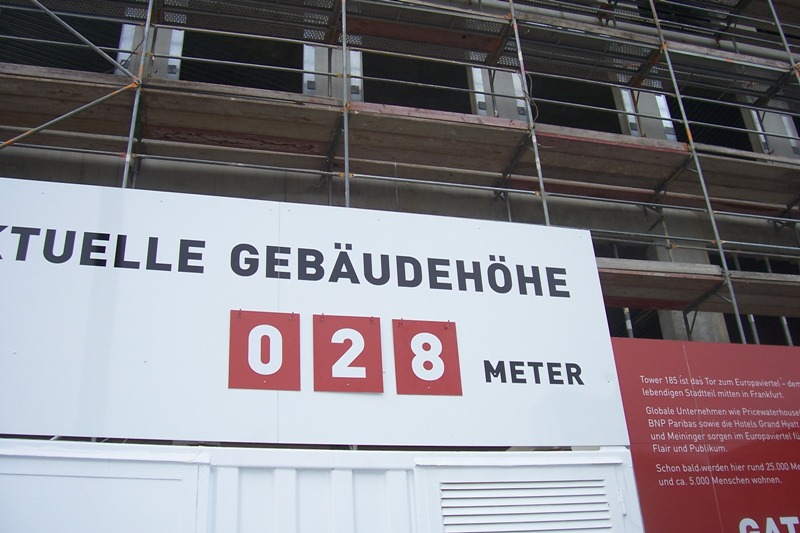 KTUELLE GEBÄUDEHÖHE
028 METER
Tower 185 ist das Tor zum Europaviertel - dem
lebendigen Stadtteil mitten in Frankfurt.
Globale Unternehmen wie Pricewaterhouse
BNP Paribas sowie die Hotels Grand Hyatt
und Meininger sorgen im Europaviertel fü
Flair und Publikum.
Schon bald werden hier rund 25.000 Me
und ca. 5.000 Menschen wohnen.
GAT